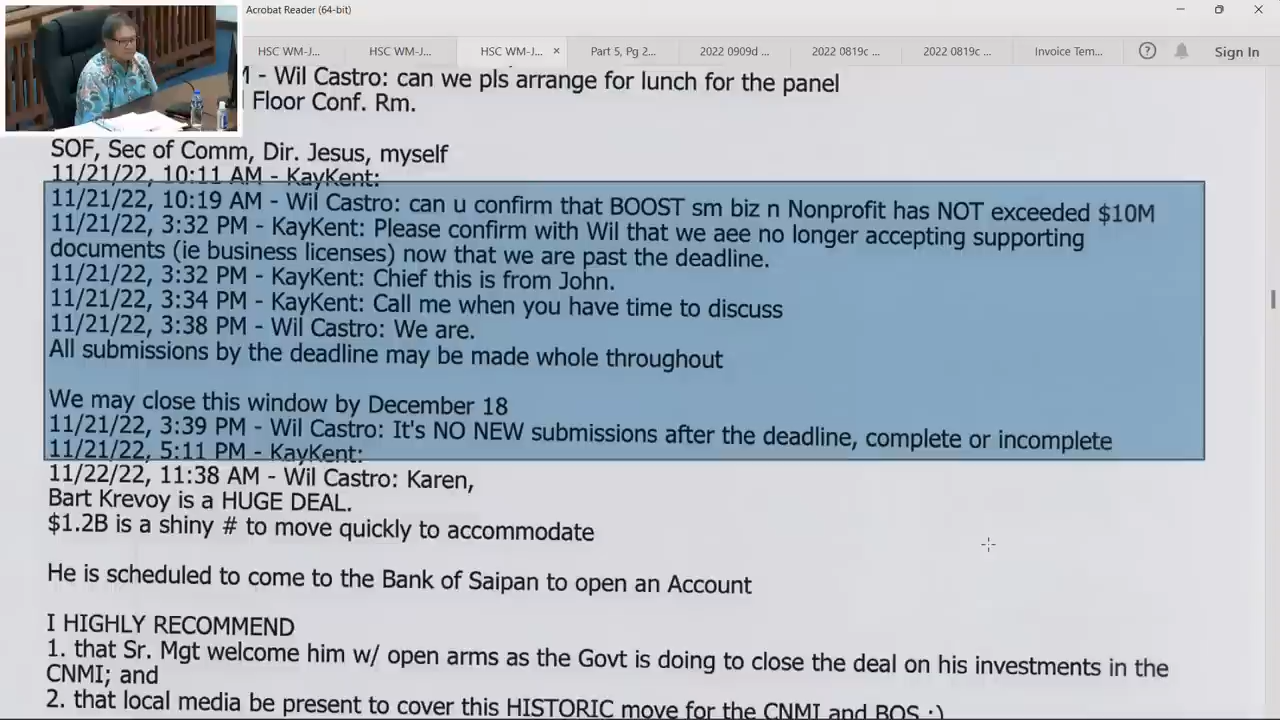 Acrobat Reader (64-bit)
HSC WM-J...
HSC WM-J...
HSC WM-J... ×
Part 5, Pg 2...
2022 0909d ...
2022 0819c ...
2022 0819c ...
Invoice Tem...
Sign In
M - Wil Castro: can we pls arrange for lunch for the panel
Floor Conf. Rm.
SOF, Sec of Comm, Dir. Jesus, myself
11/21/22, 10:11 AM - KayKent:
11/21/22, 10:19 AM - Wil Castro: can u confirm that BOOST sm biz n Nonprofit has NOT exceeded $10M
11/21/22, 3:32 PM - KayKent: Please confirm with Wil that we aee no longer accepting supporting
documents (ie business licenses) now that we are past the deadline.
11/21/22, 3:32 PM - KayKent: Chief this is from John.
11/21/22, 3:34 PM - KayKent: Call me when you have time to discuss
11/21/22, 3:38 PM - Wil Castro: We are.
All submissions by the deadline may be made whole throughout
We may close this window by December 18
11/21/22, 3:39 PM - Wil Castro: It's NO NEW submissions after the deadline, complete or incomplete
11/21/22, 5:11 PM - KayKent:
11/22/22, 11:38 AM - Wil Castro: Karen,
Bart Krevoy is a HUGE DEAL.
$1.2B is a shiny # to move quickly to accommodate
He is scheduled to come to the Bank of Saipan to open an Account
I HIGHLY RECOMMEND
1. that Sr. Mgt welcome him w/ open arms as the Govt is doing to close the deal on his investments in the
CNMI; and
2. that local media be present to cover this HISTORIC move for the CNMI and BOS :)